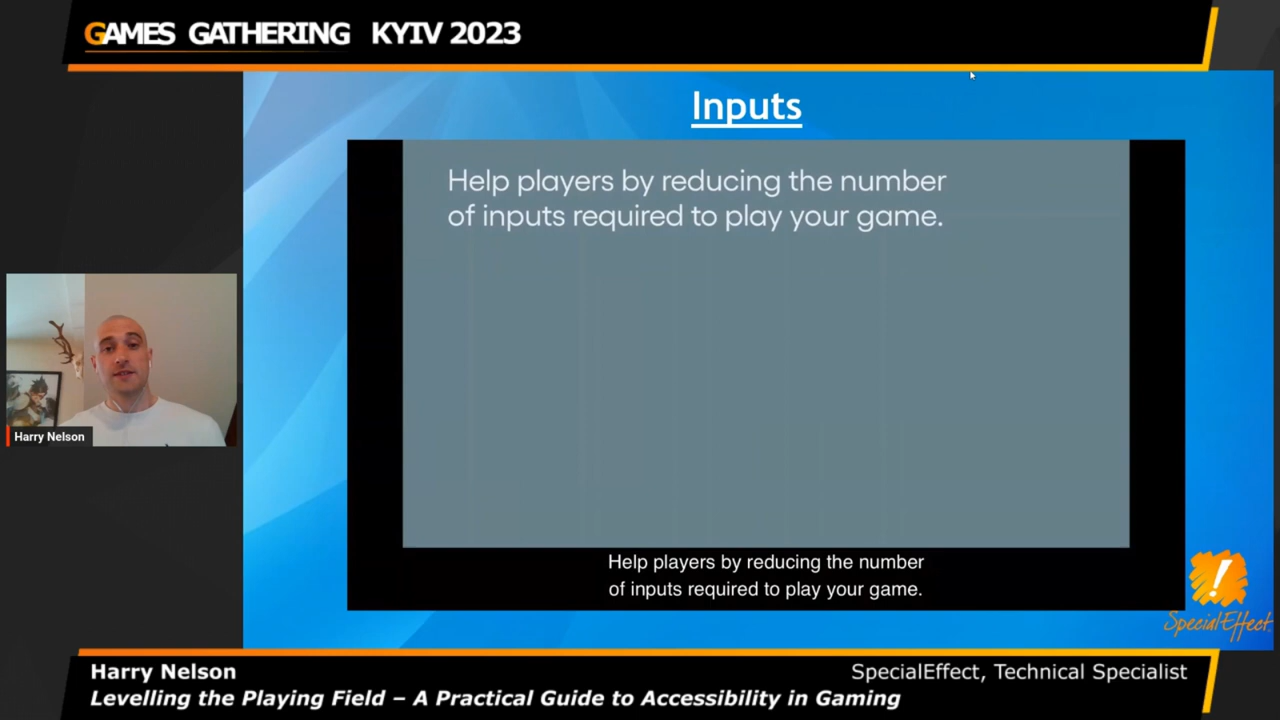 GAMES GATHERING KYIV 2023
Inputs
Help players by reducing the number
of inputs required to play your game.
Harry Nelson
Help players by reducing the number
of inputs required to play your game.
SpecialEffect
Harry Nelson
SpecialEffect, Technical Specialist
Levelling the Playing Field – A Practical Guide to Accessibility in Gaming